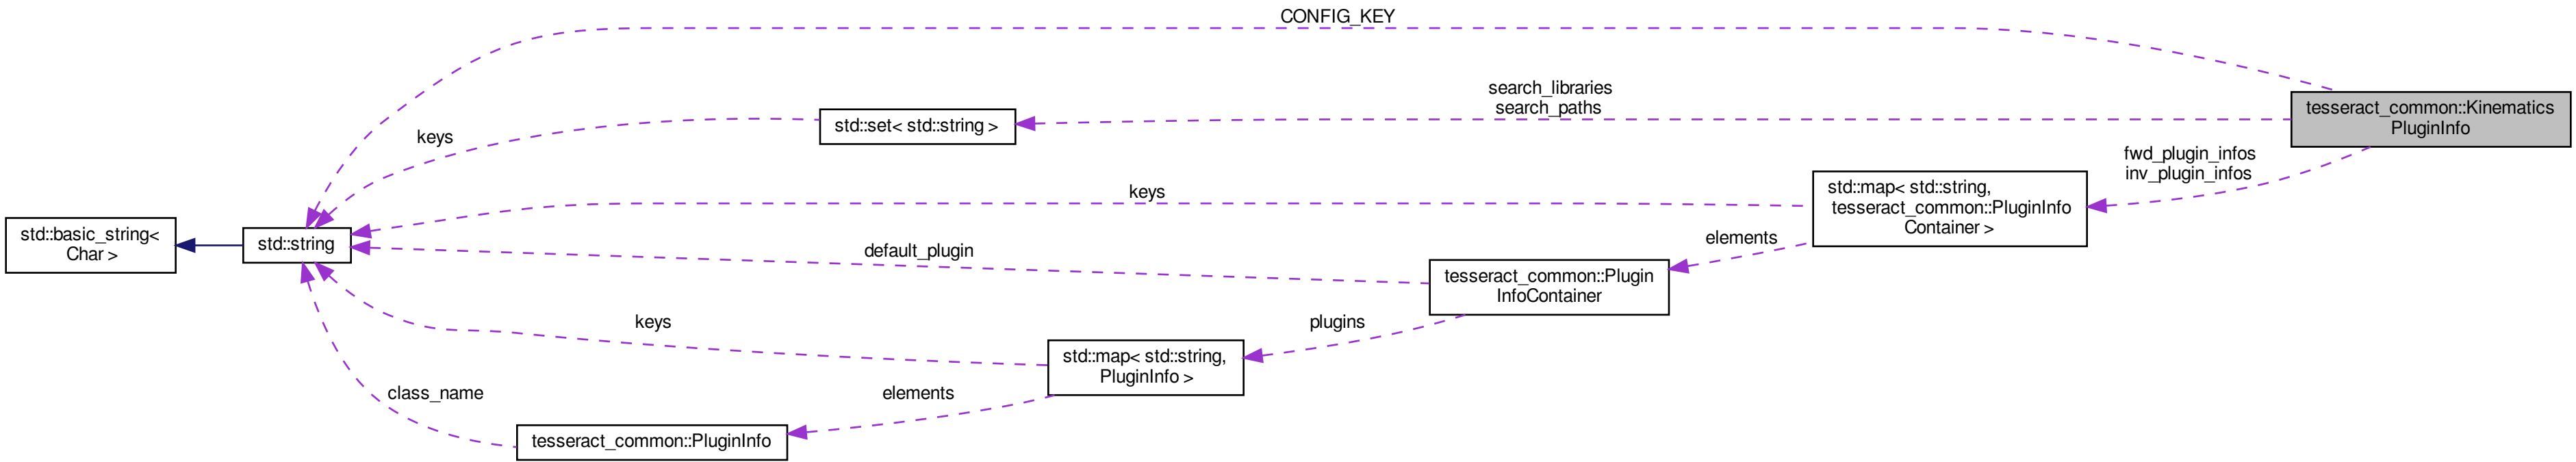 CONFIG_KEY
search_libraries
search_paths
tesseract_common::Kinematics
PluginInfo
std::set< std::string >
keys
fwd_plugin_infos
inv_plugin_infos
std::map< std::string,
tesseract_common::PluginInfo
Container >
keys
std::basic_string<
Char >
std::string
default_plugin
elements
tesseract_common::Plugin
InfoContainer
keys
plugins
std::map< std::string,
PluginInfo >
class_name
elements
tesseract_common::PluginInfo